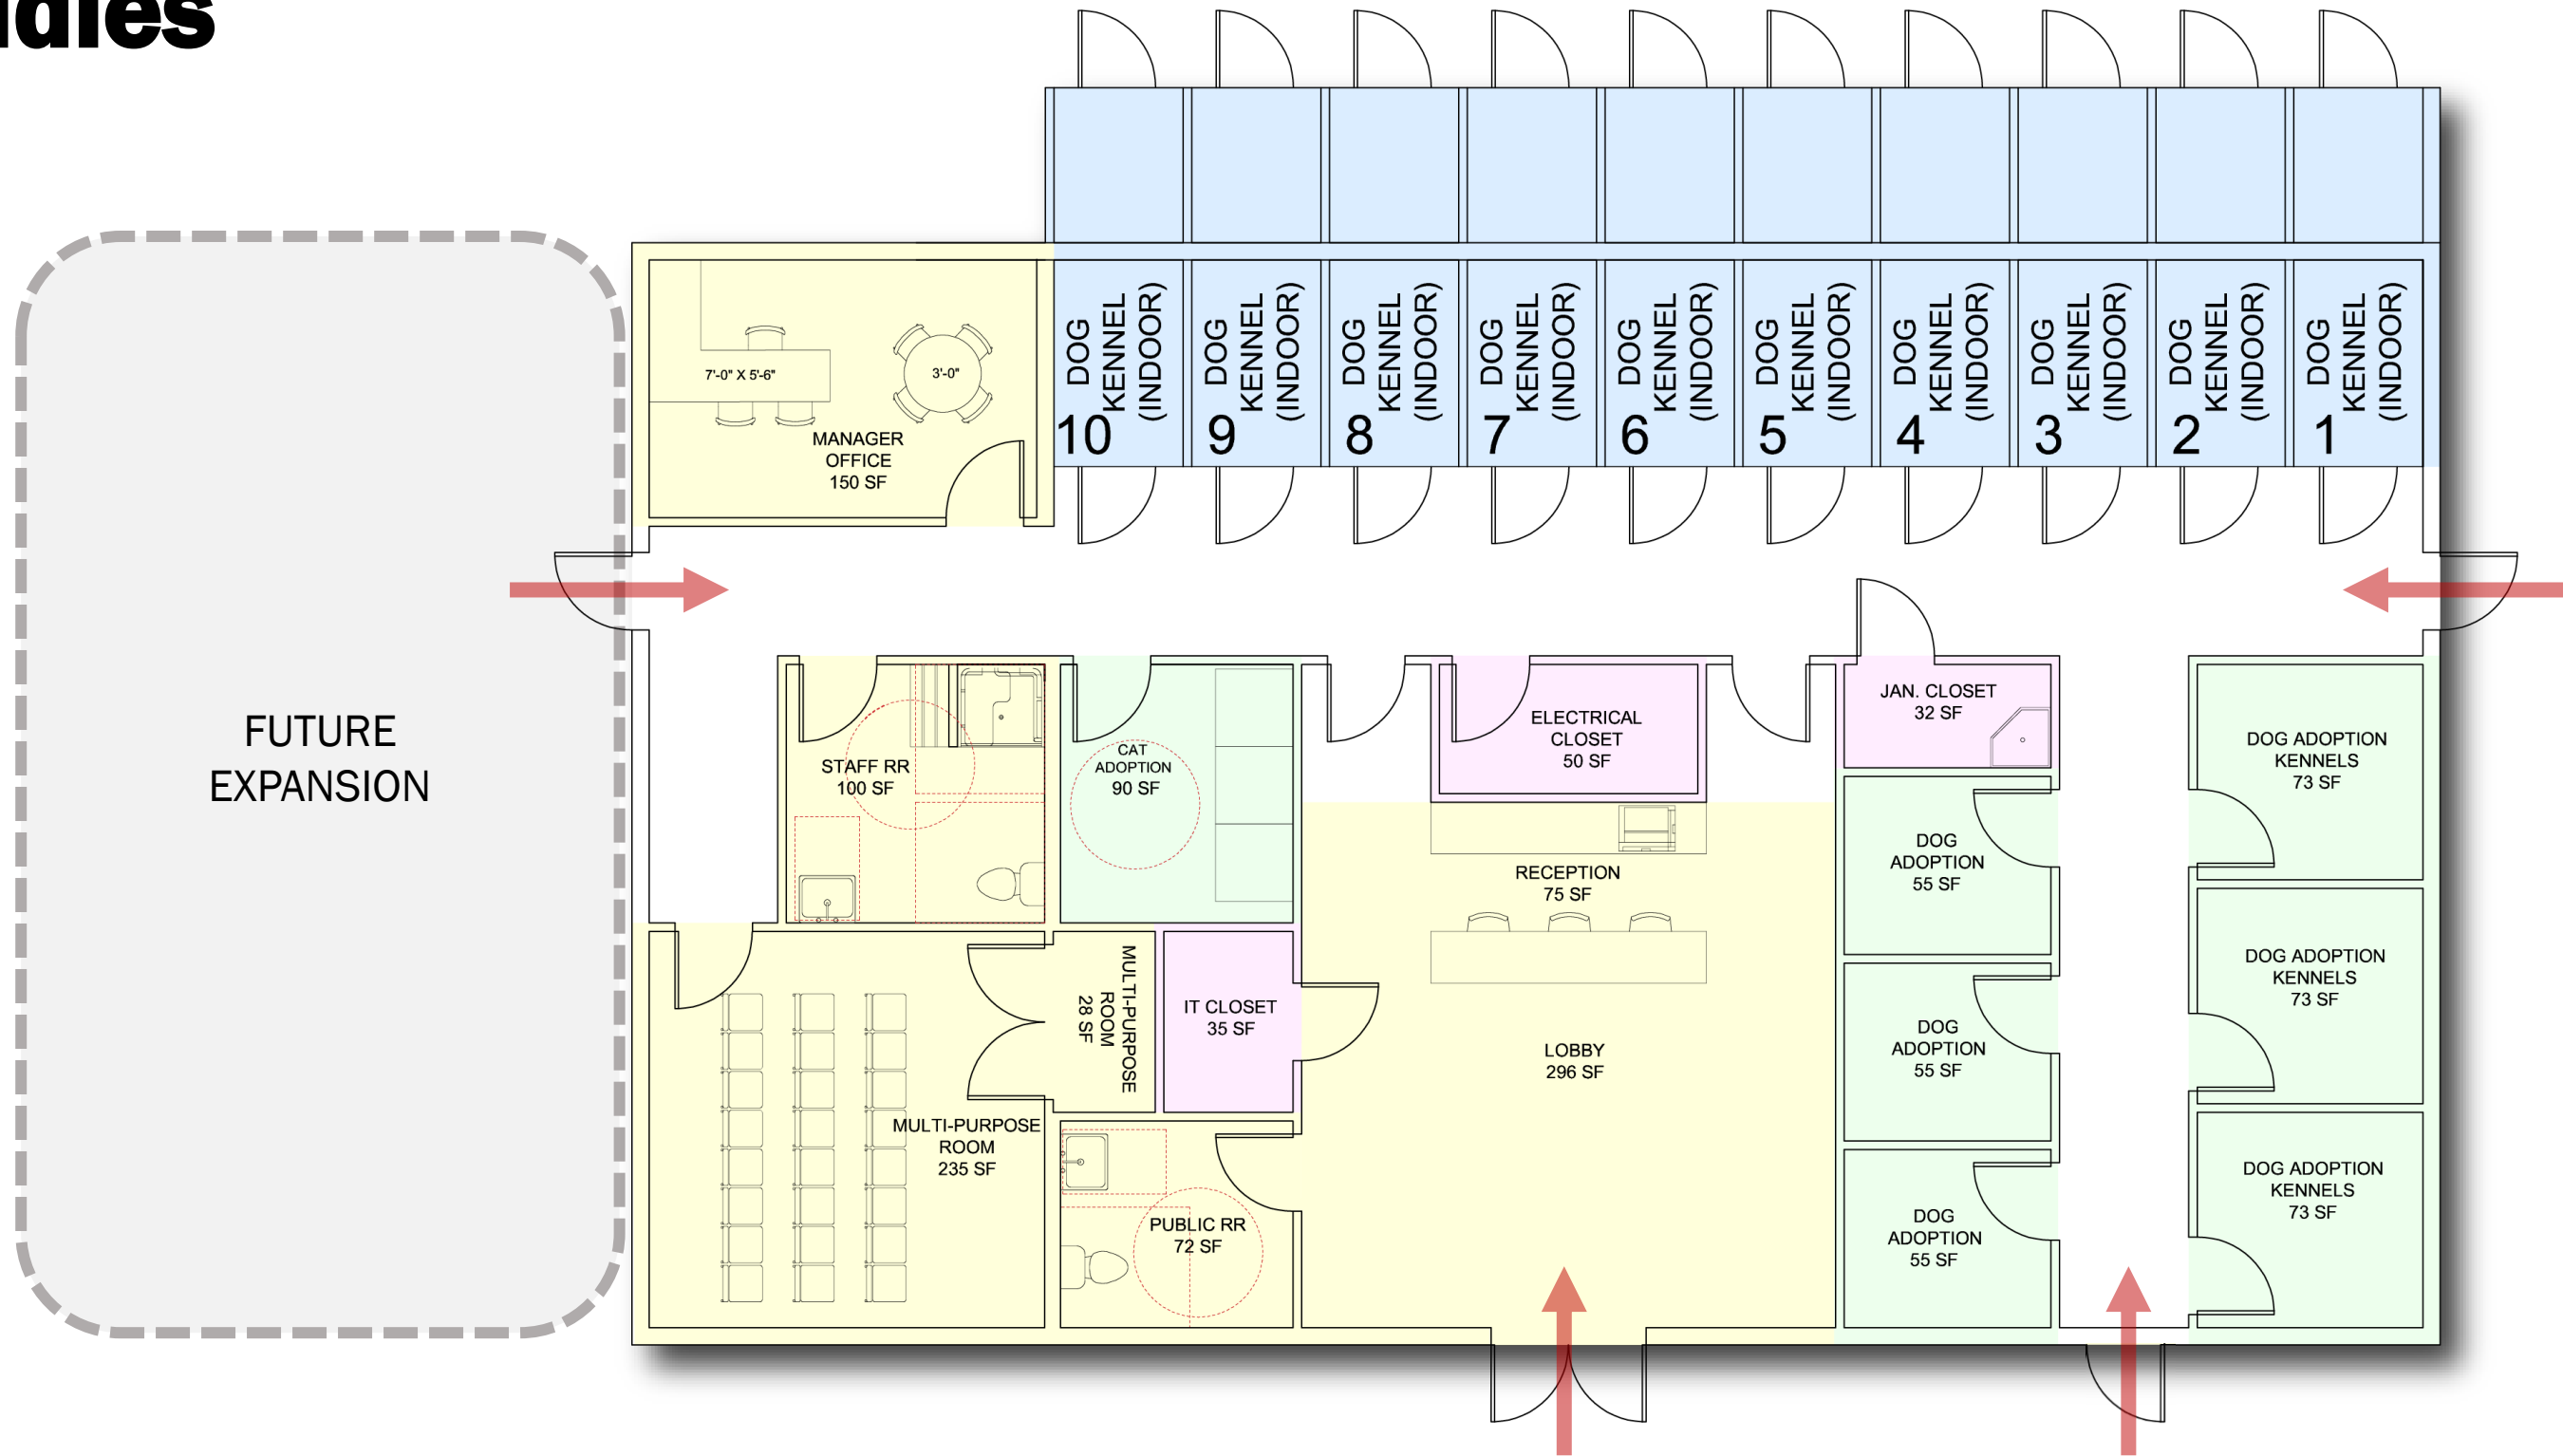 7'-0" X 5'-6"
3'-0"
MANAGER
OFFICE
150 SF
DOG
KENNEL
(INDOOR)
10
DOG
KENNEL
(INDOOR)
9
DOG
KENNEL
(INDOOR)
8
DOG
KENNEL
(INDOOR)
7
DOG
KENNEL
(INDOOR)
6
DOG
KENNEL
(INDOOR)
5
DOG
KENNEL
(INDOOR)
4
DOG
KENNEL
(INDOOR)
3
DOG
KENNEL
(INDOOR)
2
DOG
KENNEL
(INDOOR)
1
FUTURE
EXPANSION
STAFF RR
100 SF
CAT
ADOPTION
90 SF
ELECTRICAL
CLOSET
50 SF
JAN. CLOSET
32 SF
DOG ADOPTION
KENNELS
73 SF
RECEPTION
75 SF
DOG
ADOPTION
55 SF
MULTI-PURPOSE
ROOM
28 SF
IT CLOSET
35 SF
LOBBY
296 SF
DOG
ADOPTION
55 SF
DOG ADOPTION
KENNELS
73 SF
MULTI-PURPOSE
ROOM
235 SF
PUBLIC RR
72 SF
DOG
ADOPTION
55 SF
DOG ADOPTION
KENNELS
73 SF